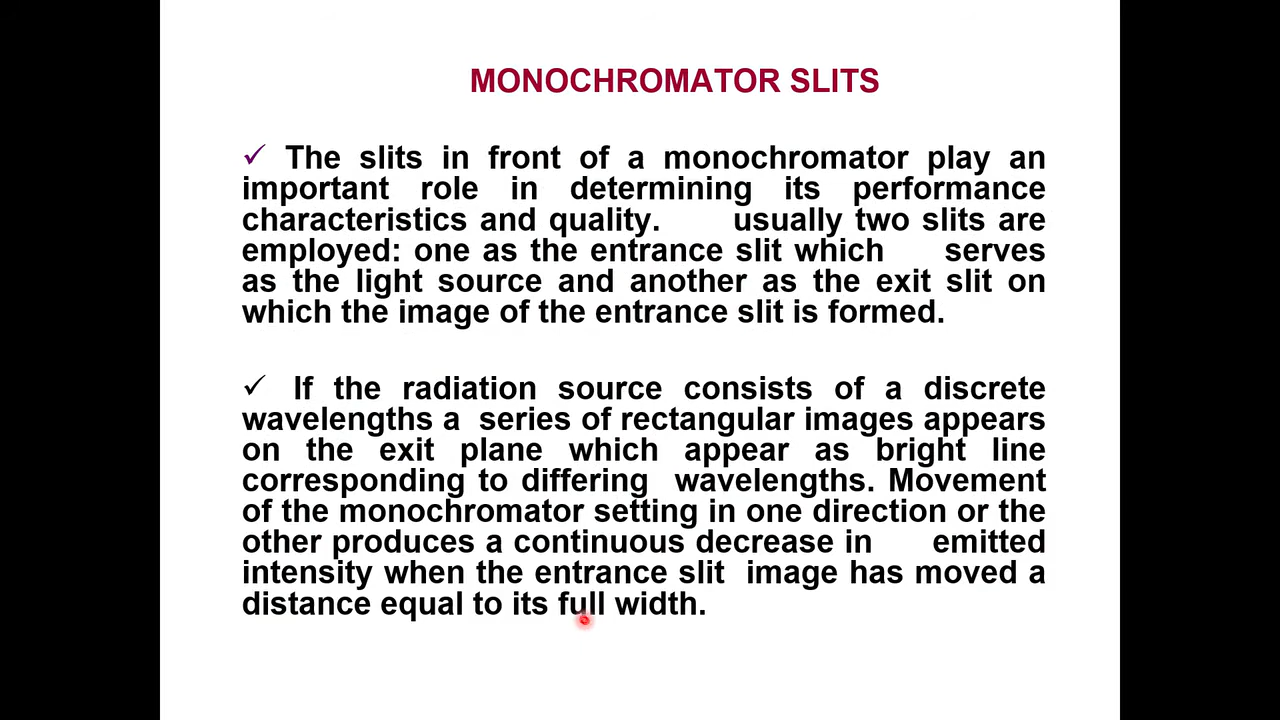 MONOCHROMATOR SLITS
✓ The slits in front of a monochromator play an
important role in determining its performance
characteristics and quality. usually two slits are
employed: one as the entrance slit which serves
as the light source and another as the exit slit on
which the image of the entrance slit is formed.
✓ If the radiation source consists of a discrete
wavelengths a series of rectangular images appears
on the exit plane which appear as bright line
corresponding to differing wavelengths. Movement
of the monochromator setting in one direction or the
other produces a continuous decrease in emitted
intensity when the entrance slit image has moved a
distance equal to its full width.